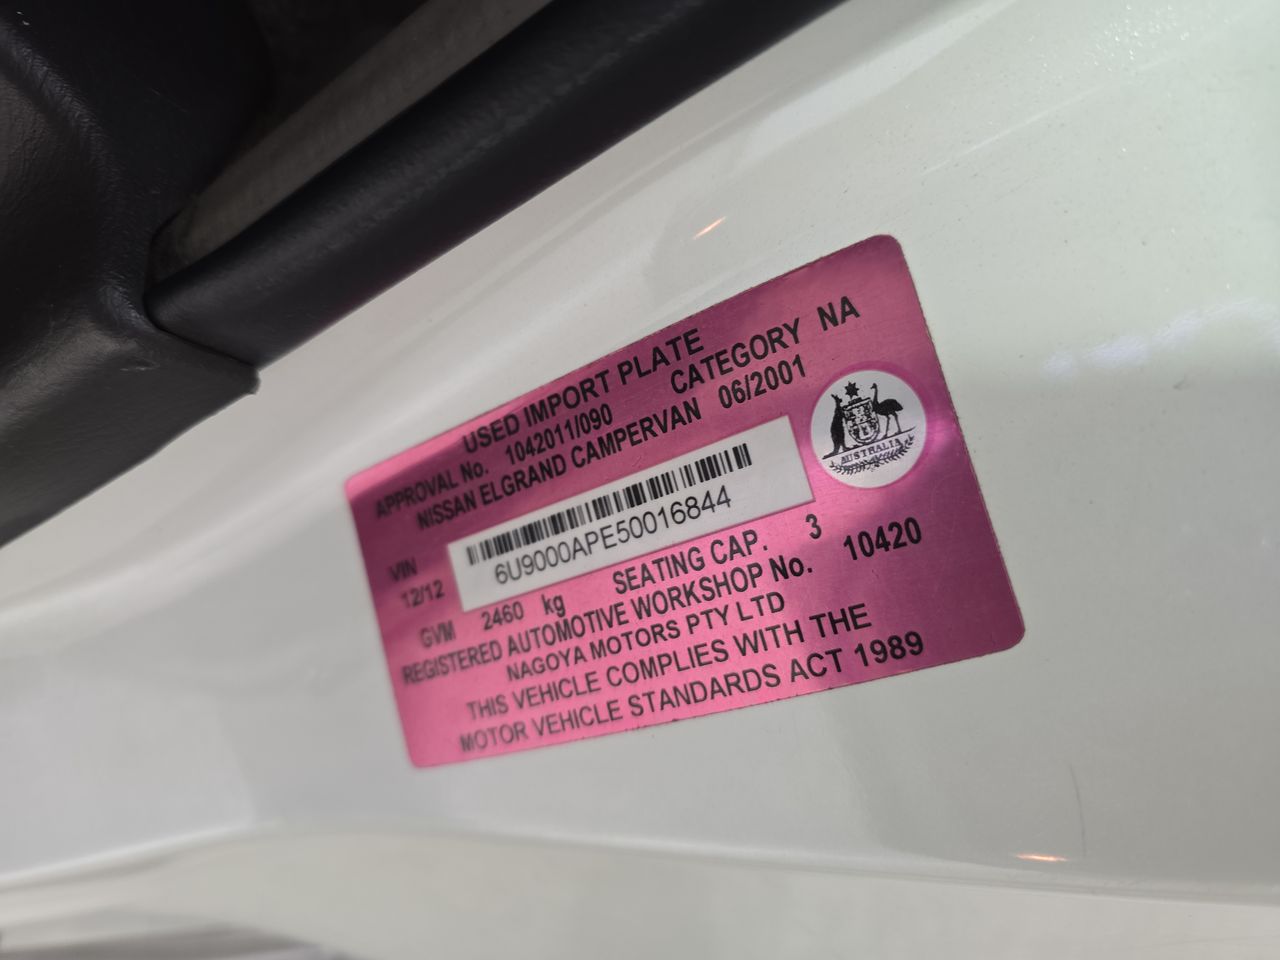 USED IMPORT PLATE
APPROVAL No. 1042011/090 CATEGORY NA
NISSAN ELGRAND CAMPERVAN 06/2001
AUSTRALIA
VIN 6U9000APE50016844
12/12
GVM 2460 kg SEATING CAP. 3
REGISTERED AUTOMOTIVE WORKSHOP No. 10420
NAGOYA MOTORS PTY LTD
THIS VEHICLE COMPLIES WITH THE
MOTOR VEHICLE STANDARDS ACT 1989